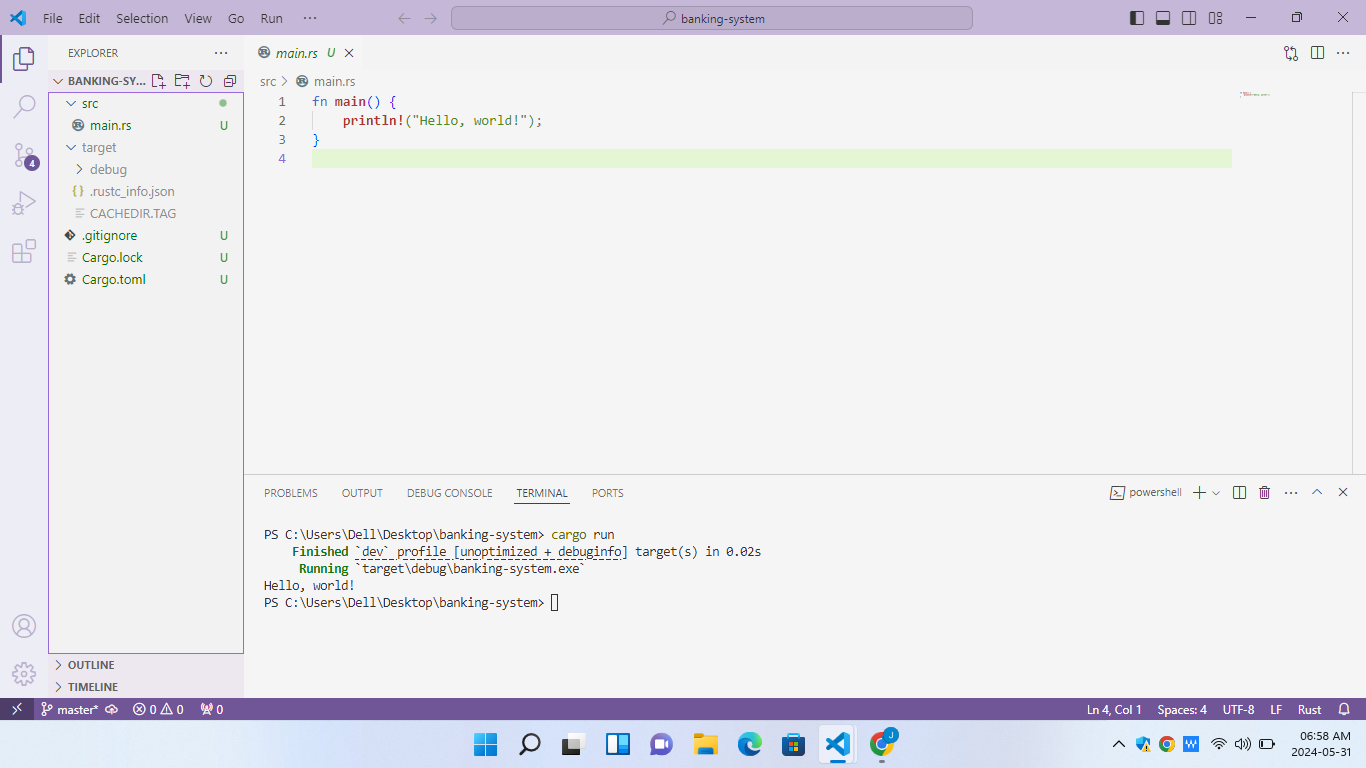 File Edit Selection View Go Run ···
banking-system
EXPLORER
BANKING-SY...
src
main.rs U
target
debug
{} .rustc_info.json
CACHEDIR.TAG
.gitignore U
Cargo.lock U
Cargo.toml U
OUTLINE
TIMELINE
4
main.rs U
src > main.rs
1 fn main() {
2 println!("Hello, world!");
3 }
4
PROBLEMS OUTPUT DEBUG CONSOLE TERMINAL PORTS
powershell
PS C:\Users\Dell\Desktop\banking-system> cargo run
Finished `dev` profile [unoptimized + debuginfo] target(s) in 0.02s
Running `target\debug\banking-system.exe`
Hello, world!
PS C:\Users\Dell\Desktop\banking-system>
master* 0 0 0
Ln 4, Col 1 Spaces: 4 UTF-8 LF Rust
J
W
06:58 AM
2024-05-31